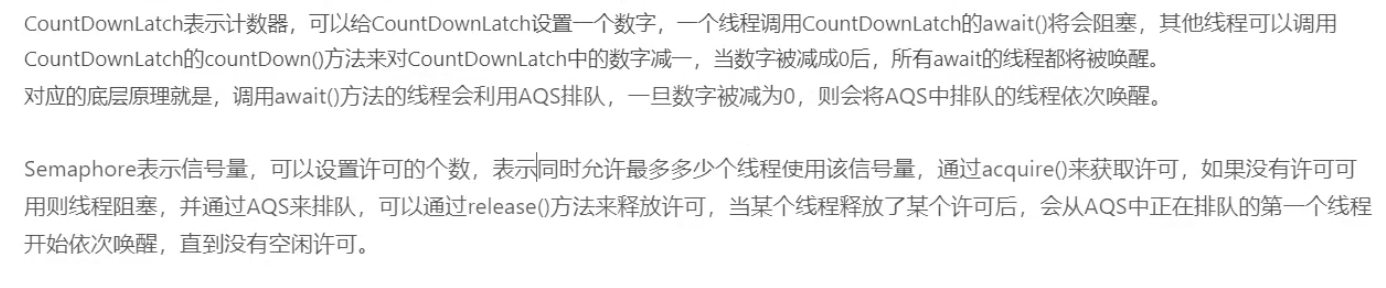 CountDownLatch表示计数器，可以给CountDownLatch设置一个数字，一个线程调用CountDownLatch的await()将会阻塞，其他线程可以调用
CountDownLatch的countDown()方法来对CountDownLatch中的数字减一，当数字被减成0后，所有await的线程都将被唤醒。
对应的底层原理就是，调用await()方法的线程会利用AQS排队，一旦数字被减为0，则会将AQS中排队的线程依次唤醒。
Semaphore表示信号量，可以设置许可的个数，表示同时允许最多多少个线程使用该信号量，通过acquire()来获取许可，如果没有许可可
用则线程阻塞，并通过AQS来排队，可以通过release()方法来释放许可，当某个线程释放了某个许可后，会从AQS中正在排队的第一个线程
开始依次唤醒，直到没有空闲许可。